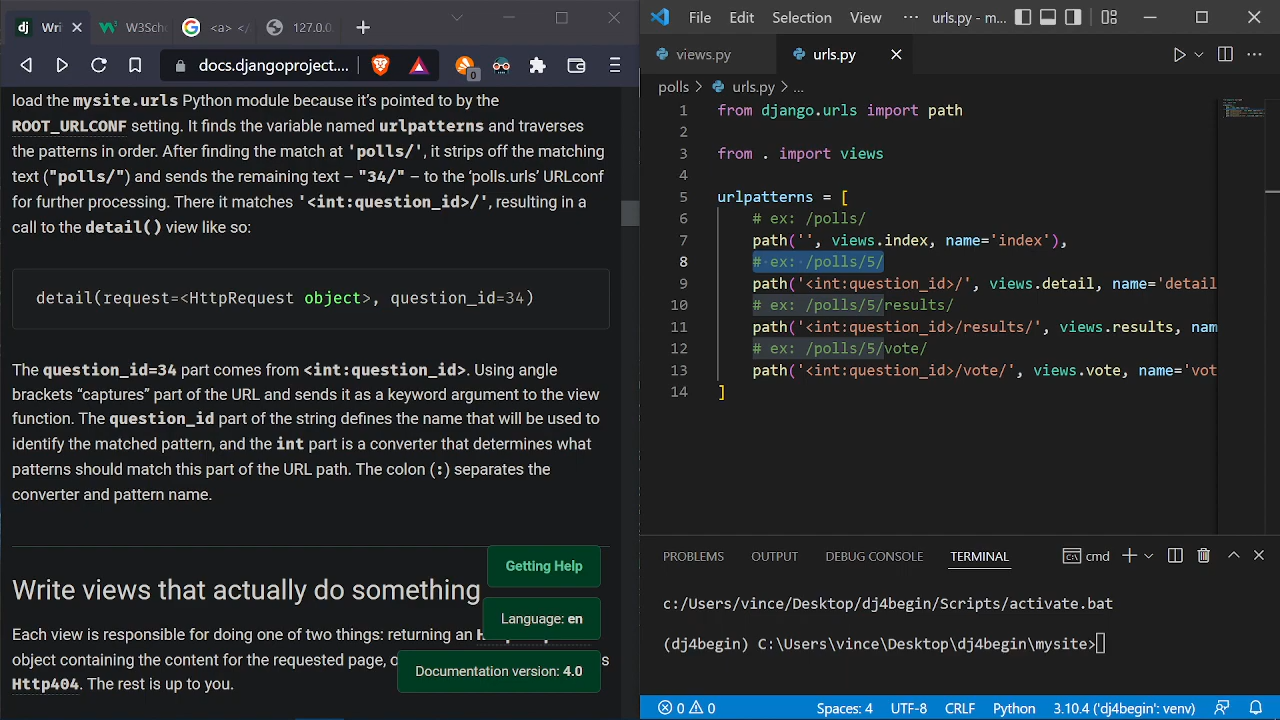 Wri
W3Sch
<a> </
127.0.0.
docs.djangoproject....
0
load the mysite.urls Python module because it's pointed to by the
ROOT_URLCONF setting. It finds the variable named urlpatterns and traverses
the patterns in order. After finding the match at 'polls/', it strips off the matching
text ("polls/") and sends the remaining text – "34/" – to the ‘polls.urls’ URLconf
for further processing. There it matches '<int:question_id>/', resulting in a
call to the detail() view like so:
detail(request=<HttpRequest object>, question_id=34)
The question_id=34 part comes from <int:question_id>. Using angle
brackets “captures” part of the URL and sends it as a keyword argument to the view
function. The question_id part of the string defines the name that will be used to
identify the matched pattern, and the int part is a converter that determines what
patterns should match this part of the URL path. The colon (:) separates the
converter and pattern name.
Write views that actually do something
Each view is responsible for doing one of two things: returning an
object containing the content for the requested page,
Http404. The rest is up to you.
Getting Help
Language: en
Documentation version: 4.0
File Edit Selection View ··· urls.py - m...
views.py
urls.py
polls > urls.py > ...
1 from django.urls import path
2
3 from . import views
4
5 urlpatterns = [
6 # ex: /polls/
7 path('', views.index, name='index'),
8 # ex: /polls/5/
9 path('<int:question_id>/', views.detail, name='detail
10 # ex: /polls/5/results/
11 path('<int:question_id>/results/', views.results, nam
12 # ex: /polls/5/vote/
13 path('<int:question_id>/vote/', views.vote, name='vot
14 ]
PROBLEMS OUTPUT DEBUG CONSOLE TERMINAL cmd
c:/Users/vince/Desktop/dj4begin/Scripts/activate.bat
(dj4begin) C:\Users\vince\Desktop\dj4begin\mysite>
0 0 Spaces: 4 UTF-8 CRLF Python 3.10.4 ('dj4begin': venv)